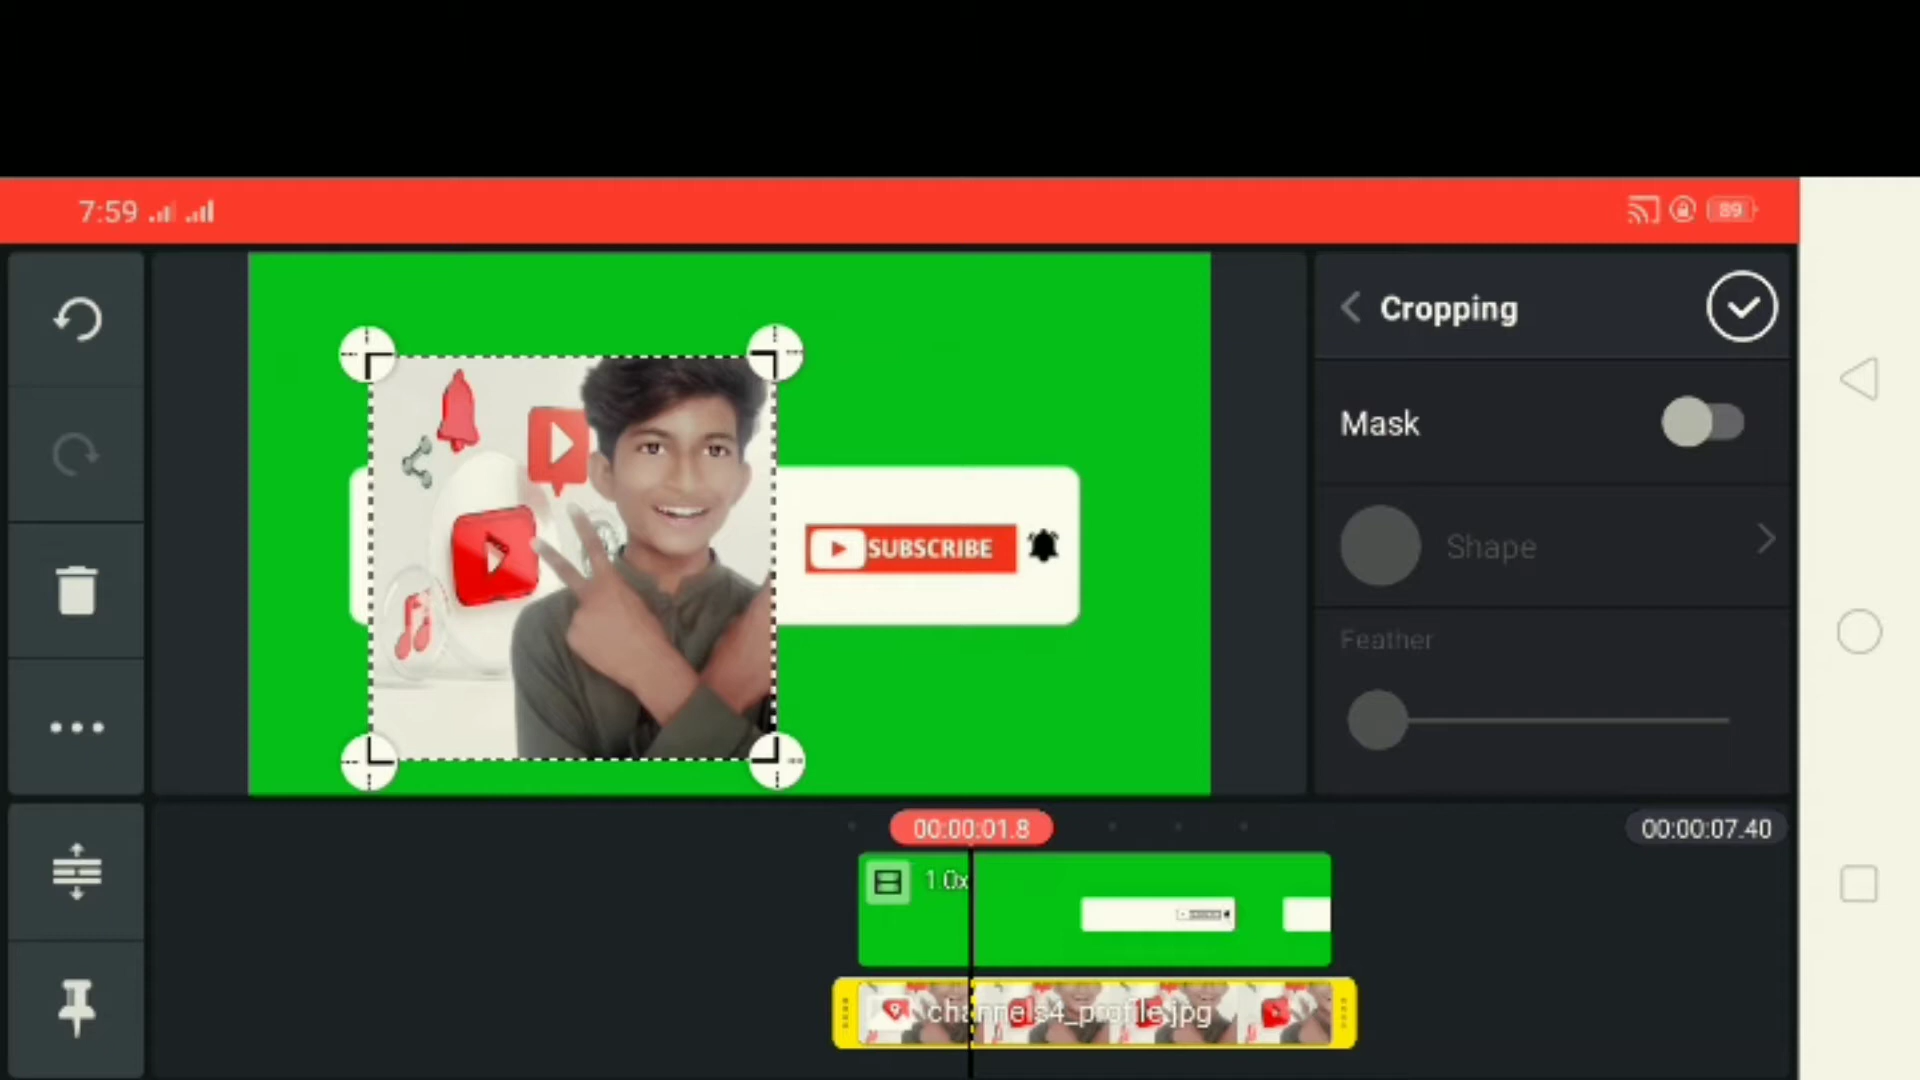 7:59
89
Cropping
Mask
SUBSCRIBE
Shape
Feather
00:00:01.8
00:00:07.40
1.0x
channels4_profile.jpg